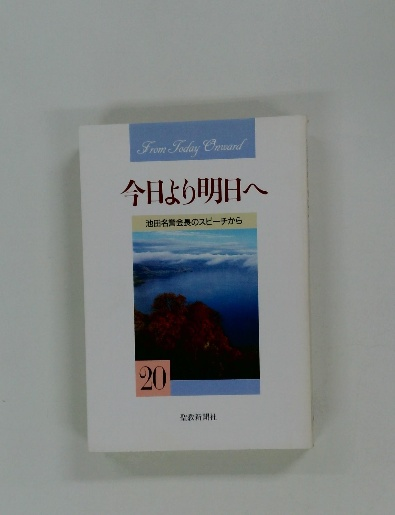 From Today Onward
今日より明日へ
池田名誉会長のスピーチから
20
聖教新聞社